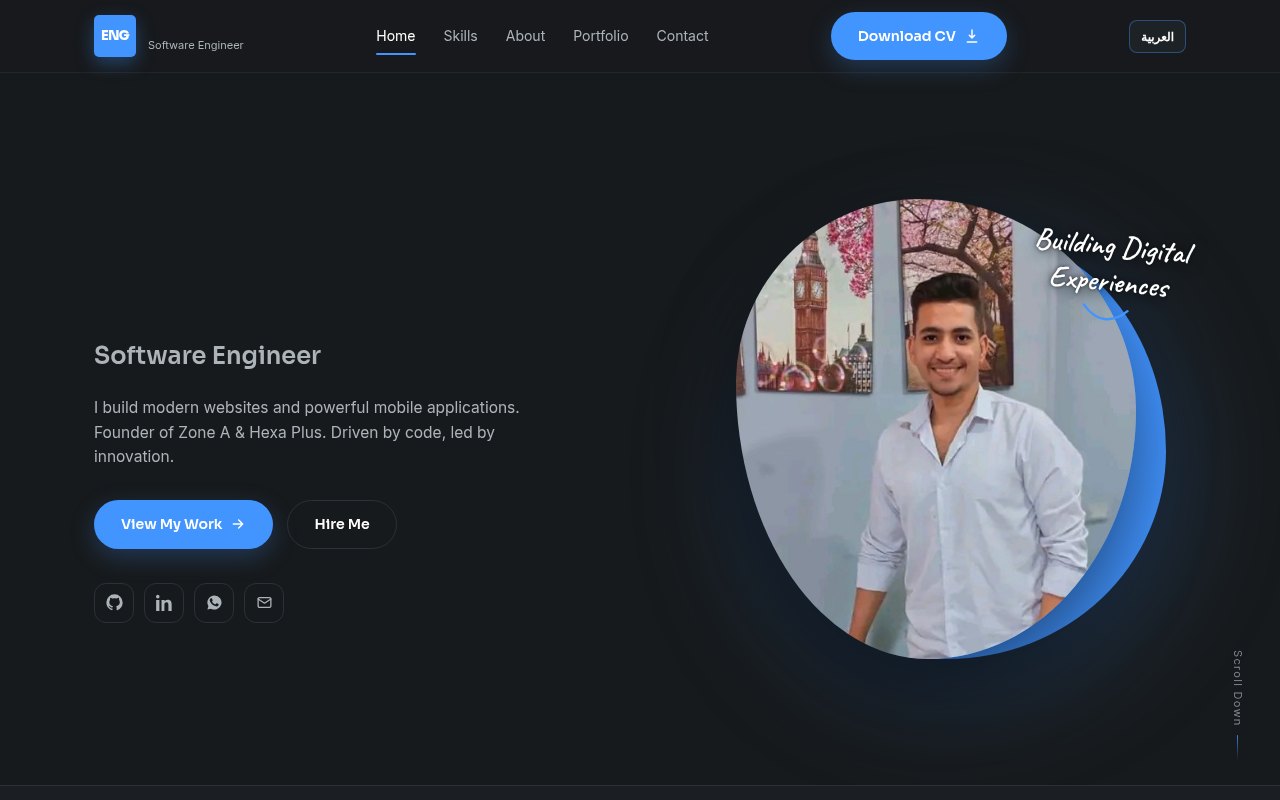 ENG
Software Engineer
Home
Skills
About
Portfolio
Contact
Download CV
العربية
Building Digital
Experiences
Software Engineer
I build modern websites and powerful mobile applications.
Founder of Zone A & Hexa Plus. Driven by code, led by
innovation.
View My Work
Hire Me
in
Scroll Down